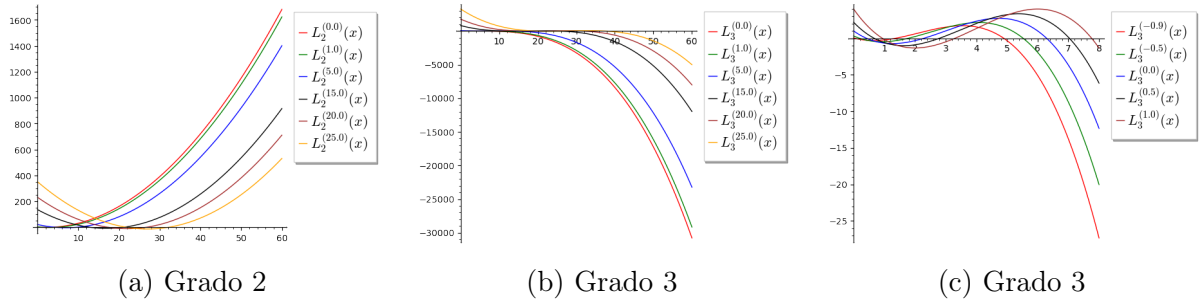 1600
1400
1200
1000
800
600
400
200
10 20 30 40 50 60
L_2^{(0.0)}(x)
L_2^{(1.0)}(x)
L_2^{(5.0)}(x)
L_2^{(15.0)}(x)
L_2^{(20.0)}(x)
L_2^{(25.0)}(x)
(a) Grado 2
10 20 30 40 50 60
-5000
-10000
-15000
-20000
-25000
-30000
L_3^{(0.0)}(x)
L_3^{(1.0)}(x)
L_3^{(5.0)}(x)
L_3^{(15.0)}(x)
L_3^{(20.0)}(x)
L_3^{(25.0)}(x)
(b) Grado 3
1 2 3 4 5 6 7 8
-5
-10
-15
-20
-25
L_3^{(-0.9)}(x)
L_3^{(-0.5)}(x)
L_3^{(0.0)}(x)
L_3^{(0.5)}(x)
L_3^{(1.0)}(x)
(c) Grado 3